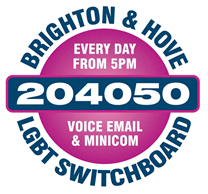 BRIGHTON & HOVE
EVERY DAY
FROM 5PM
204050
VOICE EMAIL
& MINICOM
LGBT SWITCHBOARD